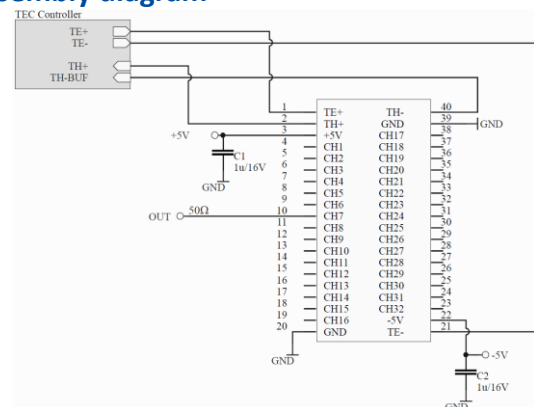 sembly diagram
TEC Controller
TE+
TE-
TH+
TH-BUF
+5V
C1
1u/16V
GND
OUT
50Ω
1 TE+ TH- 40
2 TH+ GND 39
3 +5V CH17 38
4 CH1 CH18 37
5 CH2 CH19 36
6 CH3 CH20 35
7 CH4 CH21 34
8 CH5 CH22 33
9 CH6 CH23 32
10 CH7 CH24 31
11 CH8 CH25 30
12 CH9 CH26 29
13 CH10 CH27 28
14 CH11 CH28 27
15 CH12 CH29 26
16 CH13 CH30 25
17 CH14 CH31 24
18 CH15 CH32 23
19 CH16 -5V 22
20 GND TE- 21
GND
GND
-5V
C2
1u/16V
GND